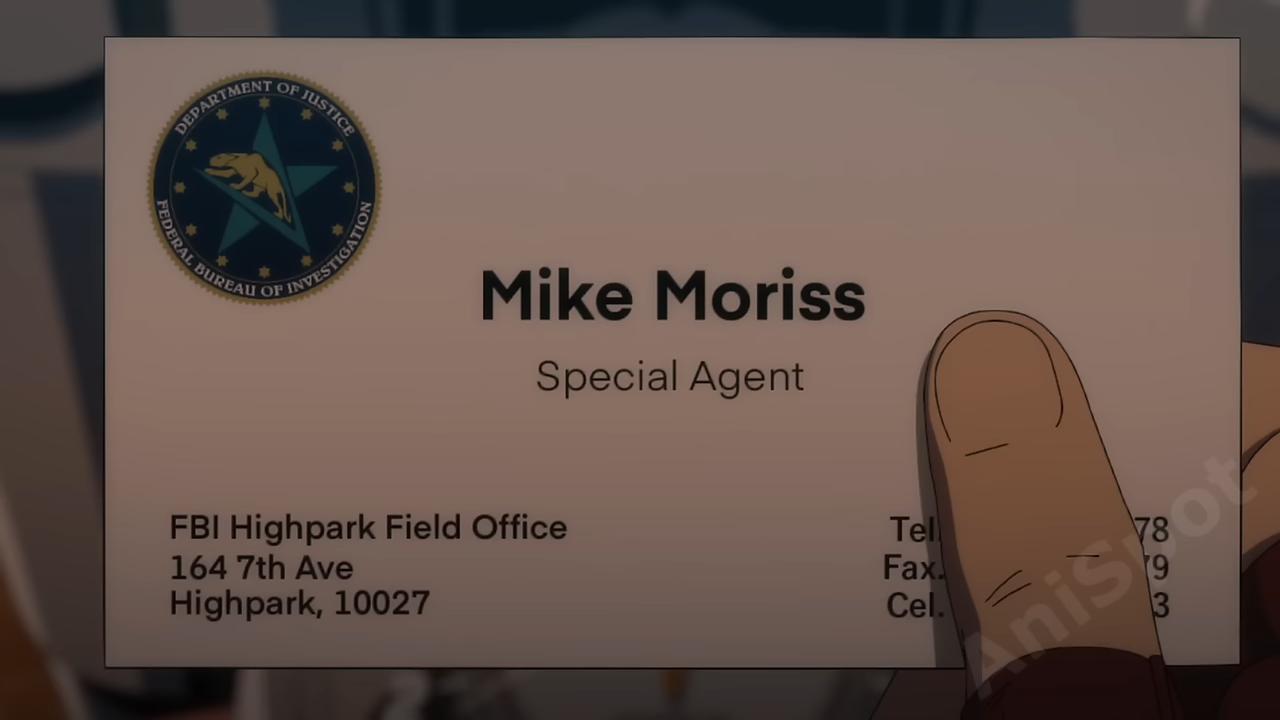 DEPARTMENT OF JUSTICE
FEDERAL BUREAU OF INVESTIGATION
Mike Moriss
Special Agent
FBI Highpark Field Office
164 7th Ave
Highpark, 10027
Tel. 78
Fax. 79
Cel. 3
AniSpot